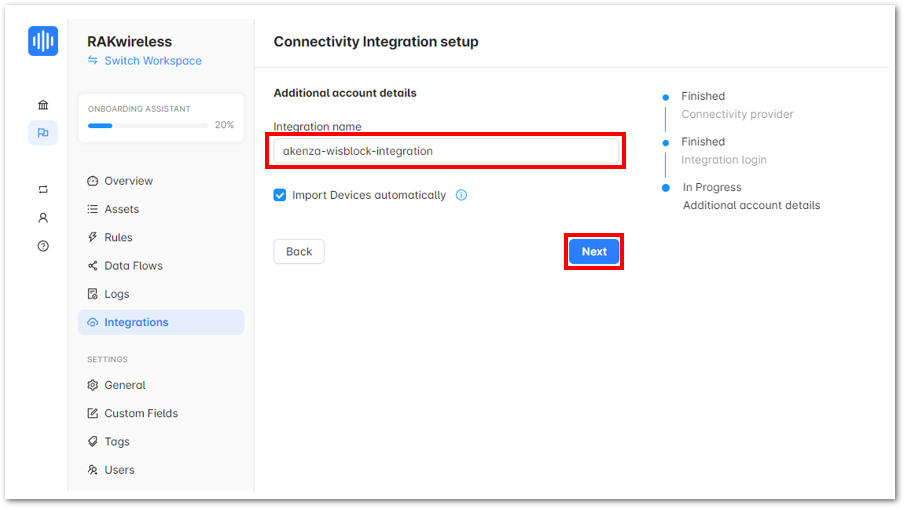 RAKwireless
Switch Workspace
ONBOARDING ASSISTANT
20%
Overview
Assets
Rules
Data Flows
Logs
Integrations
SETTINGS
General
Custom Fields
Tags
Users
Connectivity Integration setup
Additional account details
Integration name
akenza-wisblock-integration
Import Devices automatically
Back
Next
Finished
Connectivity provider
Finished
Integration login
In Progress
Additional account details